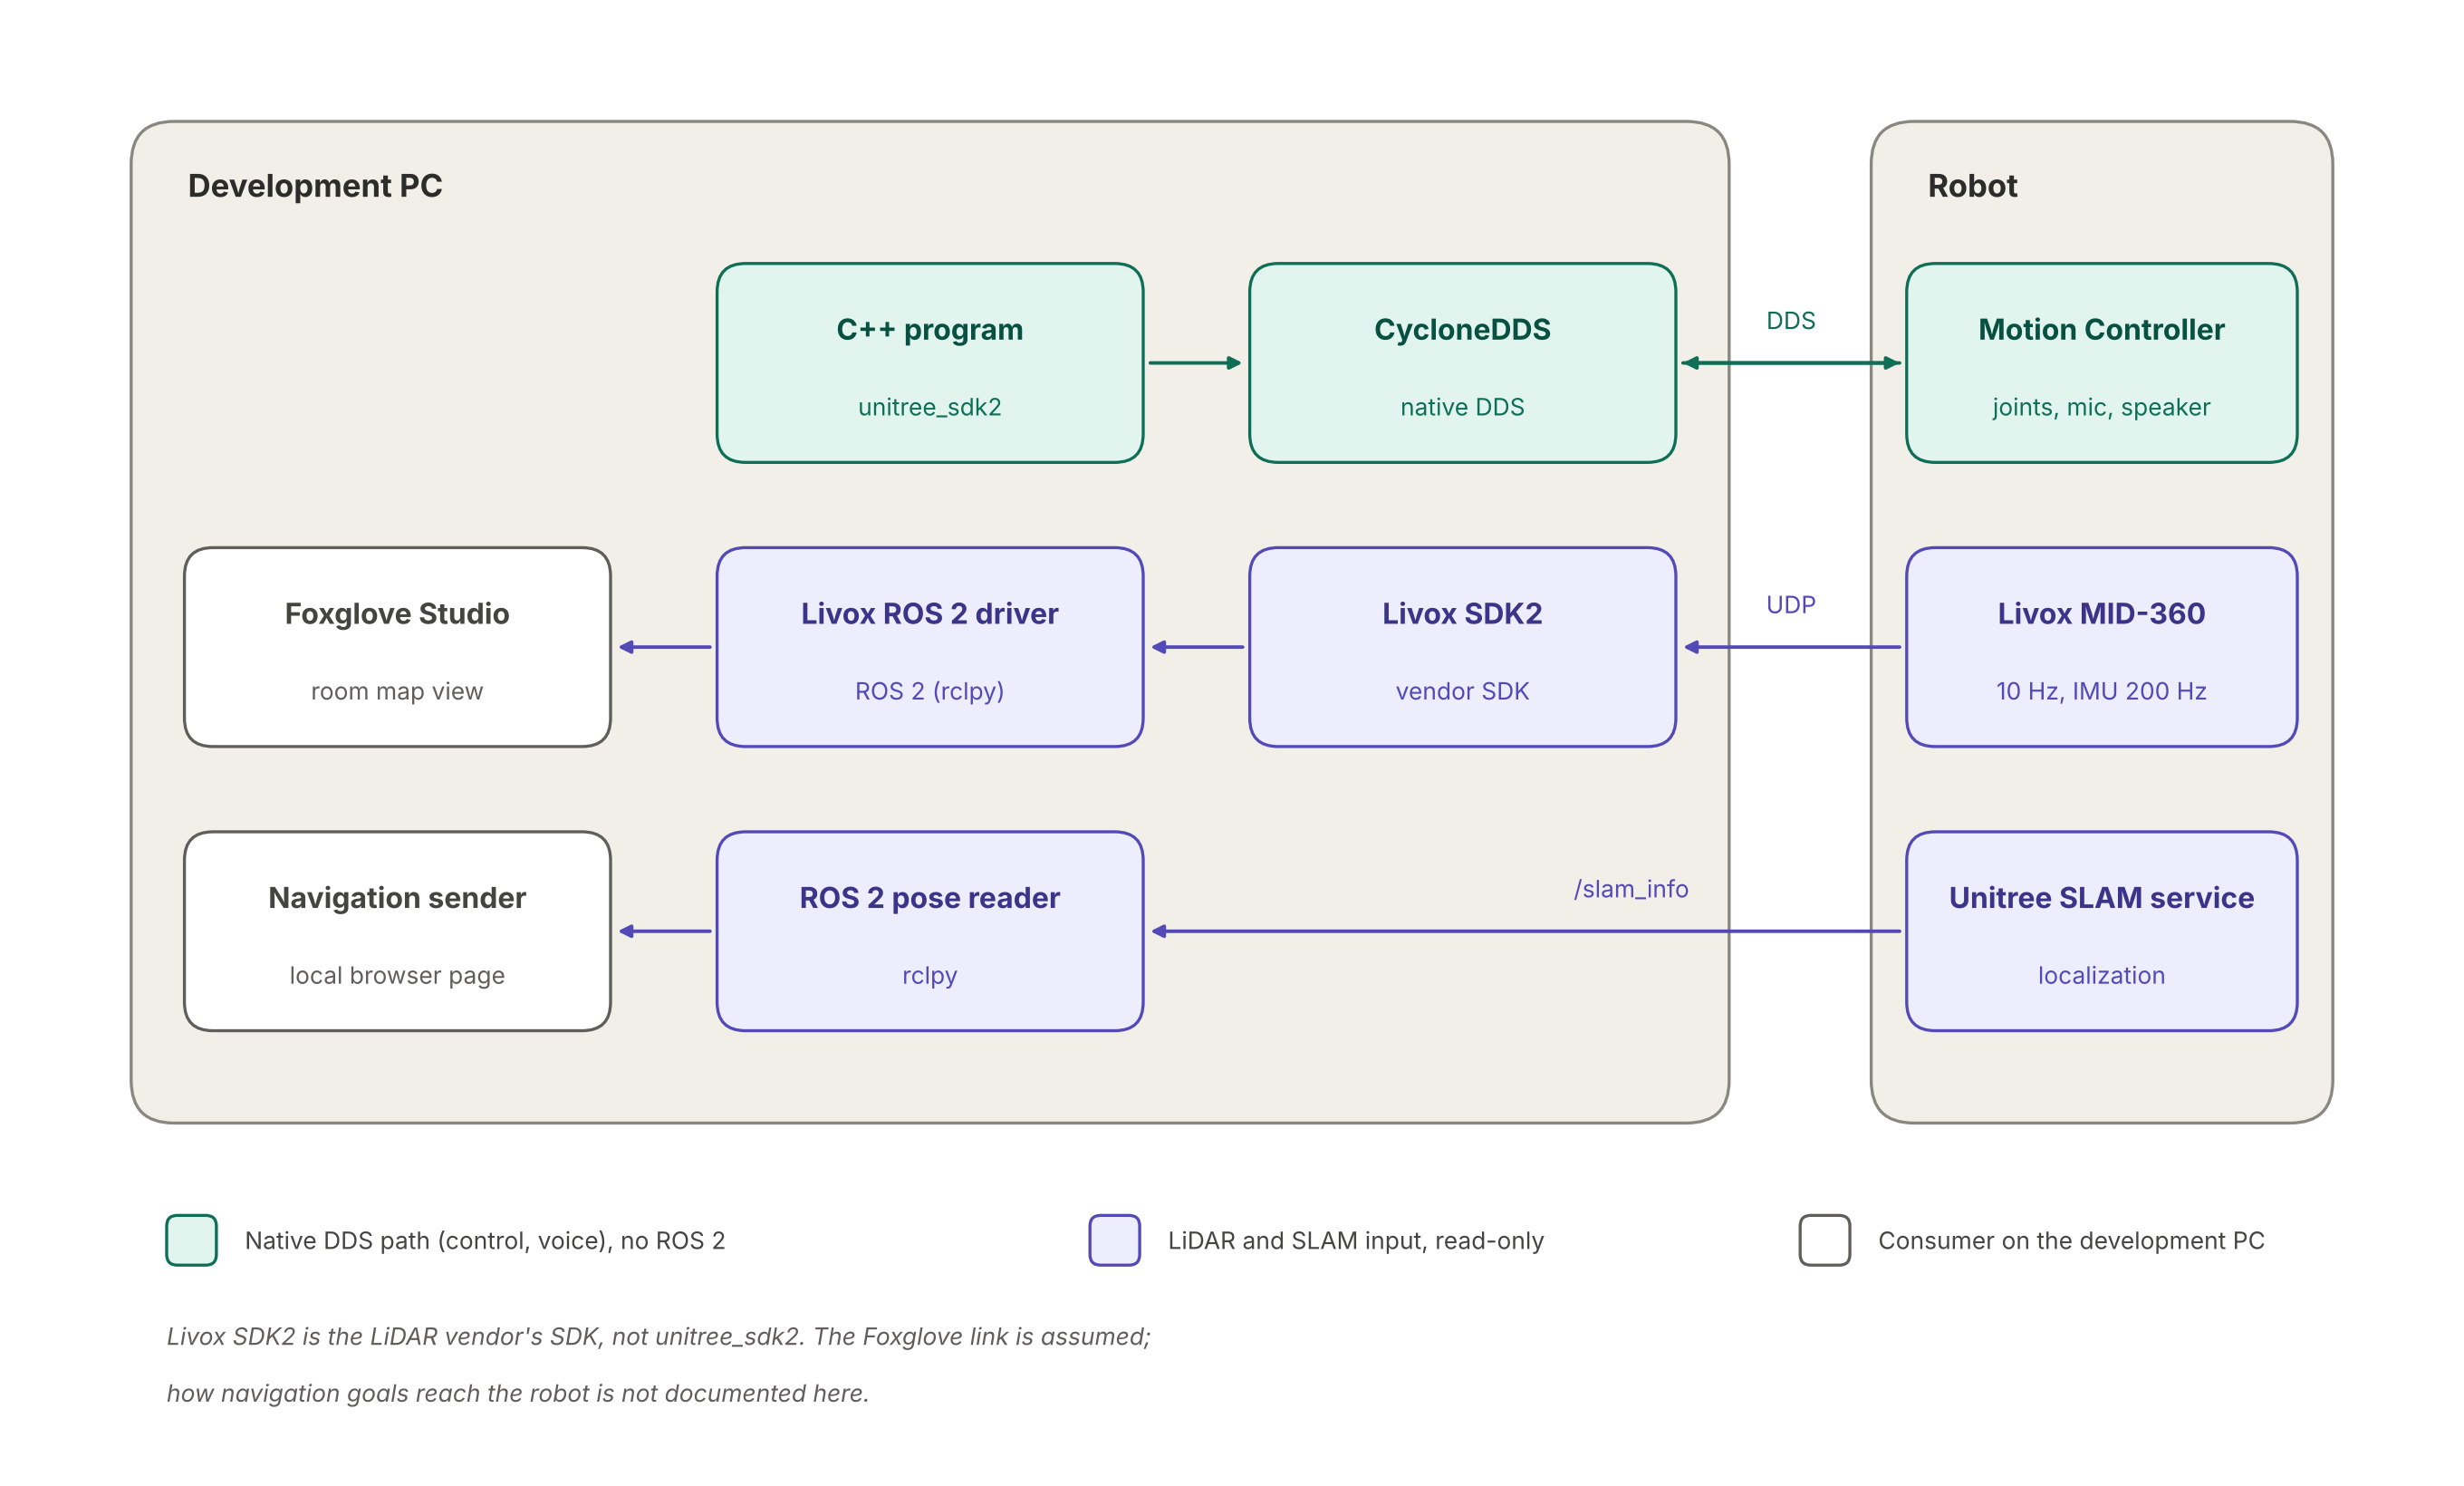 Development PC
Robot
C++ program
unitree_sdk2
CycloneDDS
native DDS
DDS
Motion Controller
joints, mic, speaker
Foxglove Studio
room map view
Livox ROS 2 driver
ROS 2 (rclpy)
Livox SDK2
vendor SDK
UDP
Livox MID-360
10 Hz, IMU 200 Hz
Navigation sender
local browser page
ROS 2 pose reader
rclpy
/slam_info
Unitree SLAM service
localization
Native DDS path (control, voice), no ROS 2
LiDAR and SLAM input, read-only
Consumer on the development PC
Livox SDK2 is the LiDAR vendor's SDK, not unitree_sdk2. The Foxglove link is assumed;
how navigation goals reach the robot is not documented here.